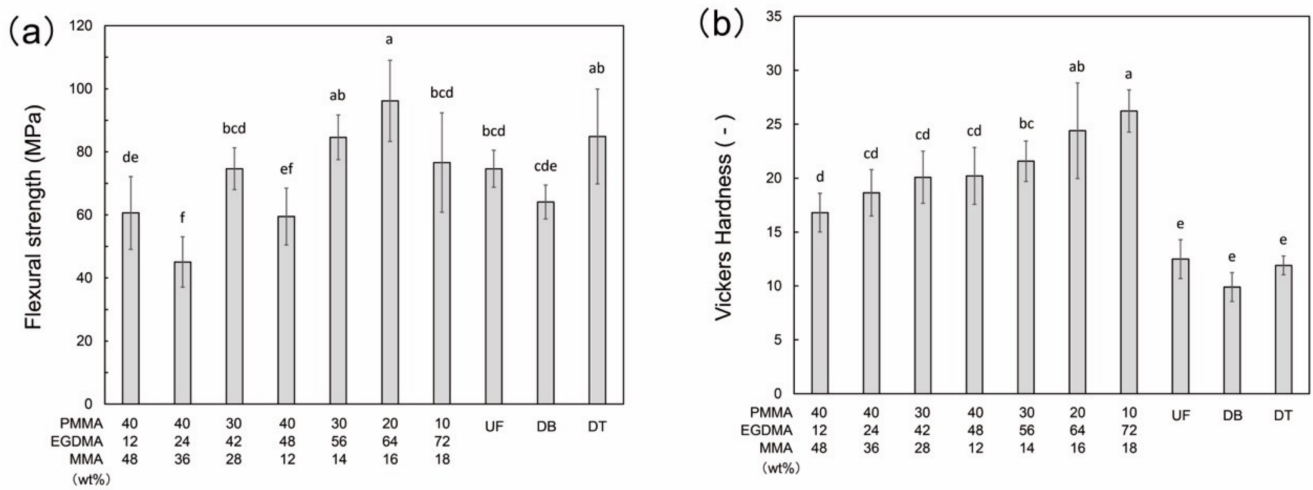 (a)
Flexural strength (MPa)
120
100
80
60
40
20
0
de
f
bcd
ef
ab
a
bcd
bcd
cde
ab
PMMA 40 40 30 40 30 20 10 UF DB DT
EGDMA 12 24 42 48 56 64 72
MMA 48 36 28 12 14 16 18
(wt%)
(b)
Vickers Hardness ( - )
35
30
25
20
15
10
5
0
d
cd
cd
cd
bc
ab
a
e
e
e
PMMA 40 40 30 40 30 20 10 UF DB DT
EGDMA 12 24 42 48 56 64 72
MMA 48 36 28 12 14 16 18
(wt%)